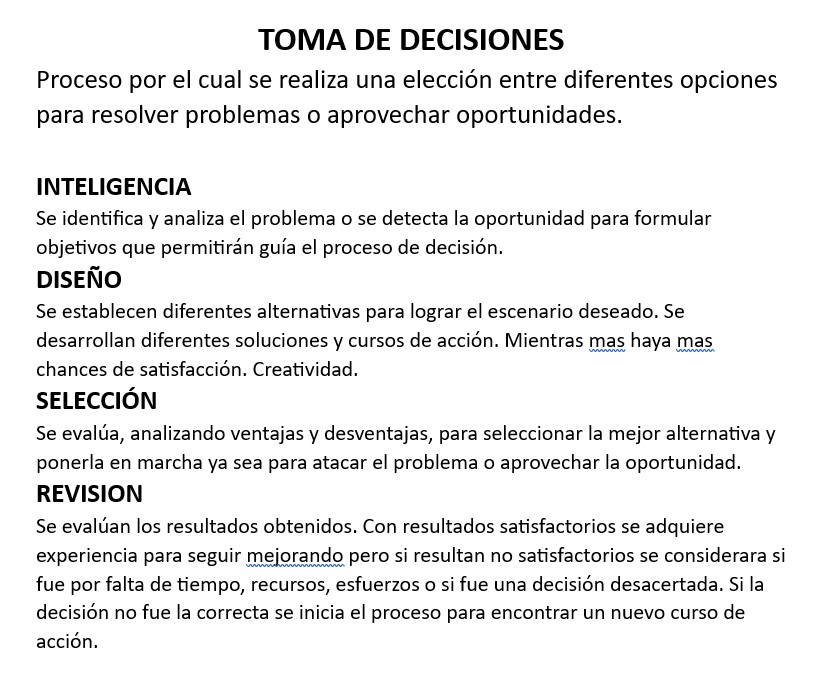 TOMA DE DECISIONES
Proceso por el cual se realiza una elección entre diferentes opciones
para resolver problemas o aprovechar oportunidades.
INTELIGENCIA
Se identifica y analiza el problema o se detecta la oportunidad para formular
objetivos que permitirán guía el proceso de decisión.
DISEÑO
Se establecen diferentes alternativas para lograr el escenario deseado. Se
desarrollan diferentes soluciones y cursos de acción. Mientras mas haya mas
chances de satisfacción. Creatividad.
SELECCIÓN
Se evalúa, analizando ventajas y desventajas, para seleccionar la mejor alternativa y
ponerla en marcha ya sea para atacar el problema o aprovechar la oportunidad.
REVISION
Se evalúan los resultados obtenidos. Con resultados satisfactorios se adquiere
experiencia para seguir mejorando pero si resultan no satisfactorios se considerara si
fue por falta de tiempo, recursos, esfuerzos o si fue una decisión desacertada. Si la
decisión no fue la correcta se inicia el proceso para encontrar un nuevo curso de
acción.